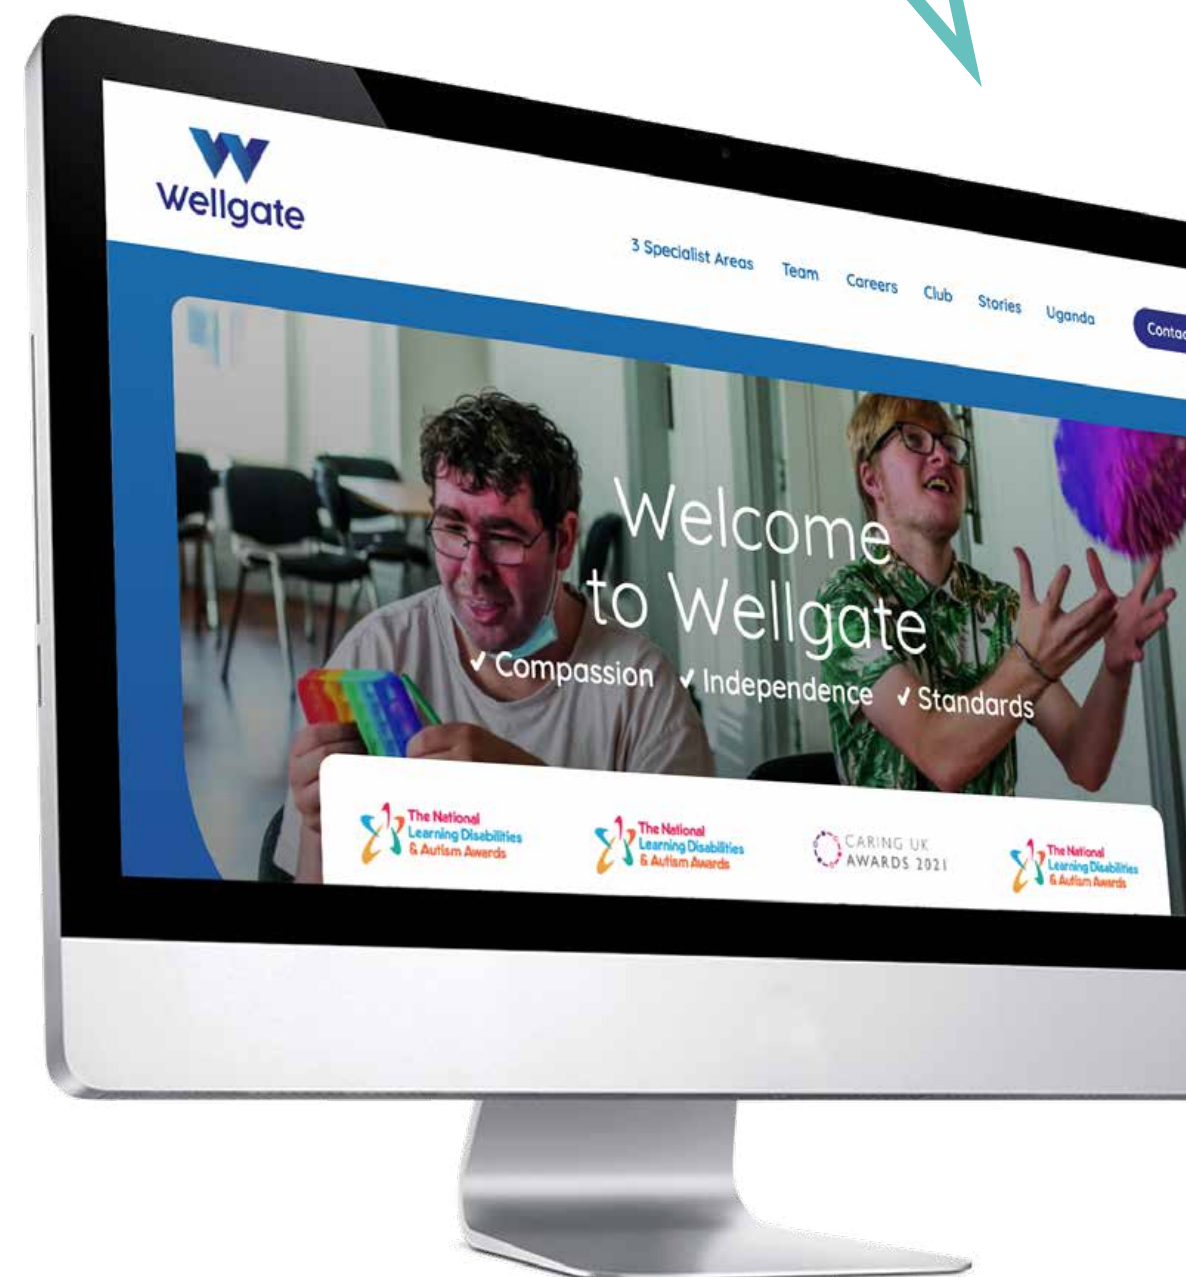 Wellgate
3 Specialist Areas Team Careers Club Stories Uganda
Welcome
to Wellgate
✓ Compassion ✓ Independence ✓ Standards
The National
Learning Disabilities
& Autism Awards
The National
Learning Disabilities
& Autism Awards
CARING UK
AWARDS 2021
The National
Learning Disabilities
& Autism Awards